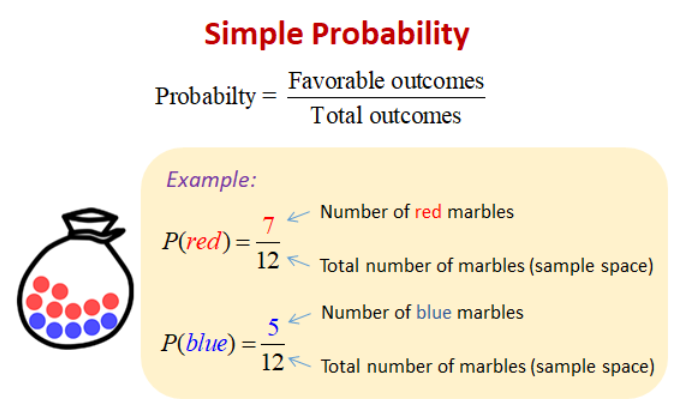 Simple Probability
Probabilty = Favorable outcomes
Total outcomes
Example:
P(red) = 7/12
Number of red marbles
Total number of marbles (sample space)
P(blue) = 5/12
Number of blue marbles
Total number of marbles (sample space)